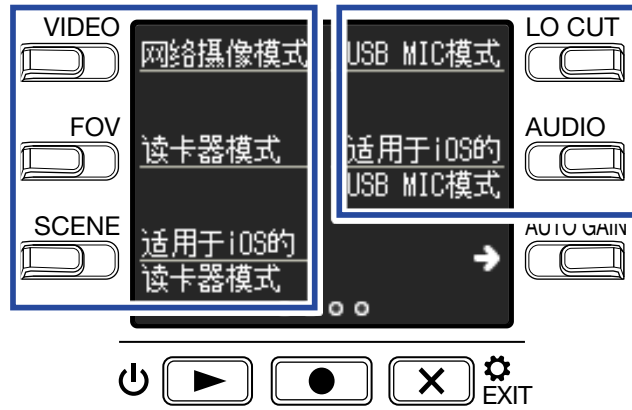 VIDEO
网络摄像模式
USB MIC模式
LO CUT
FOV
读卡器模式
适用于iOS的
USB MIC模式
AUDIO
SCENE
适用于iOS的
读卡器模式
AUTO GAIN
EXIT